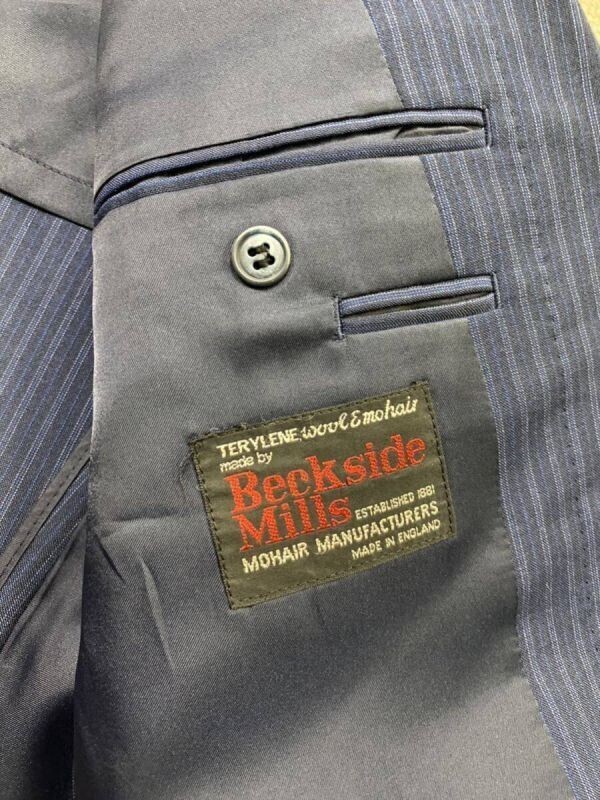 TERYLENE, wool & mohair
made by
Beckside
Mills ESTABLISHED 1881
MOHAIR MANUFACTURERS
MADE IN ENGLAND